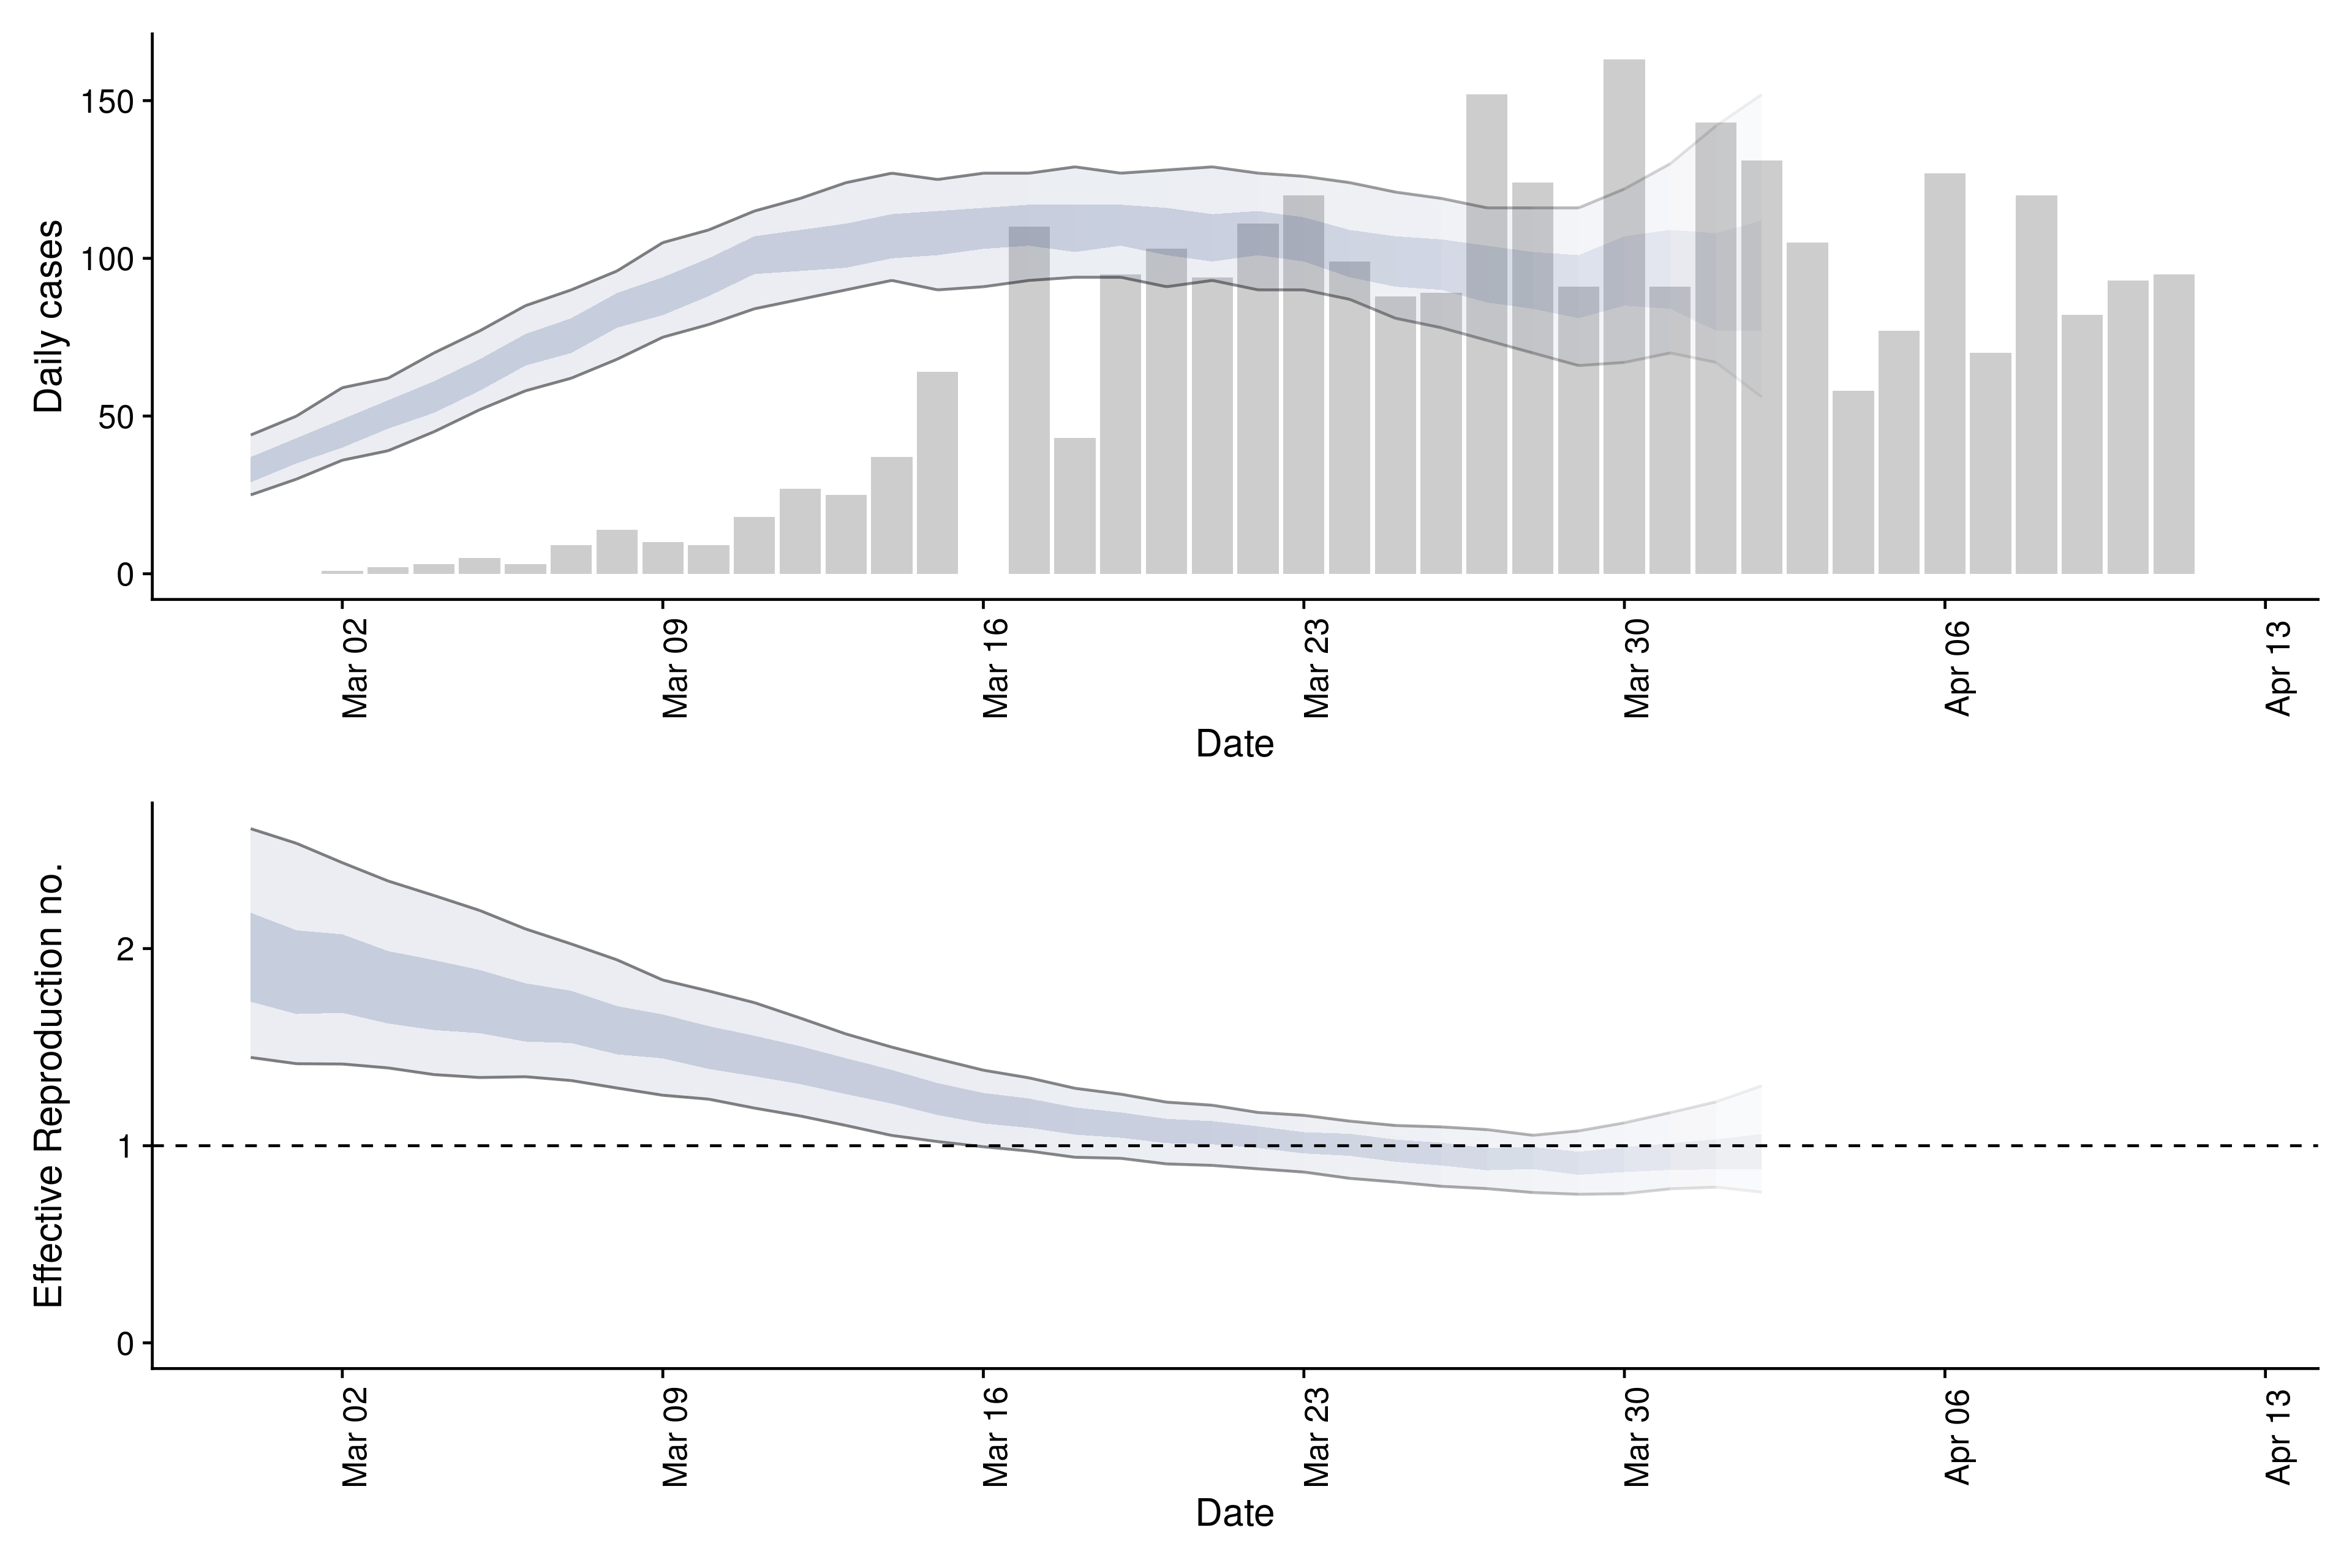 Daily cases
150
100
50
0
Mar 02
Mar 09
Mar 16
Mar 23
Mar 30
Apr 06
Apr 13
Date
Effective Reproduction no.
2
1
0
Mar 02
Mar 09
Mar 16
Mar 23
Mar 30
Apr 06
Apr 13
Date